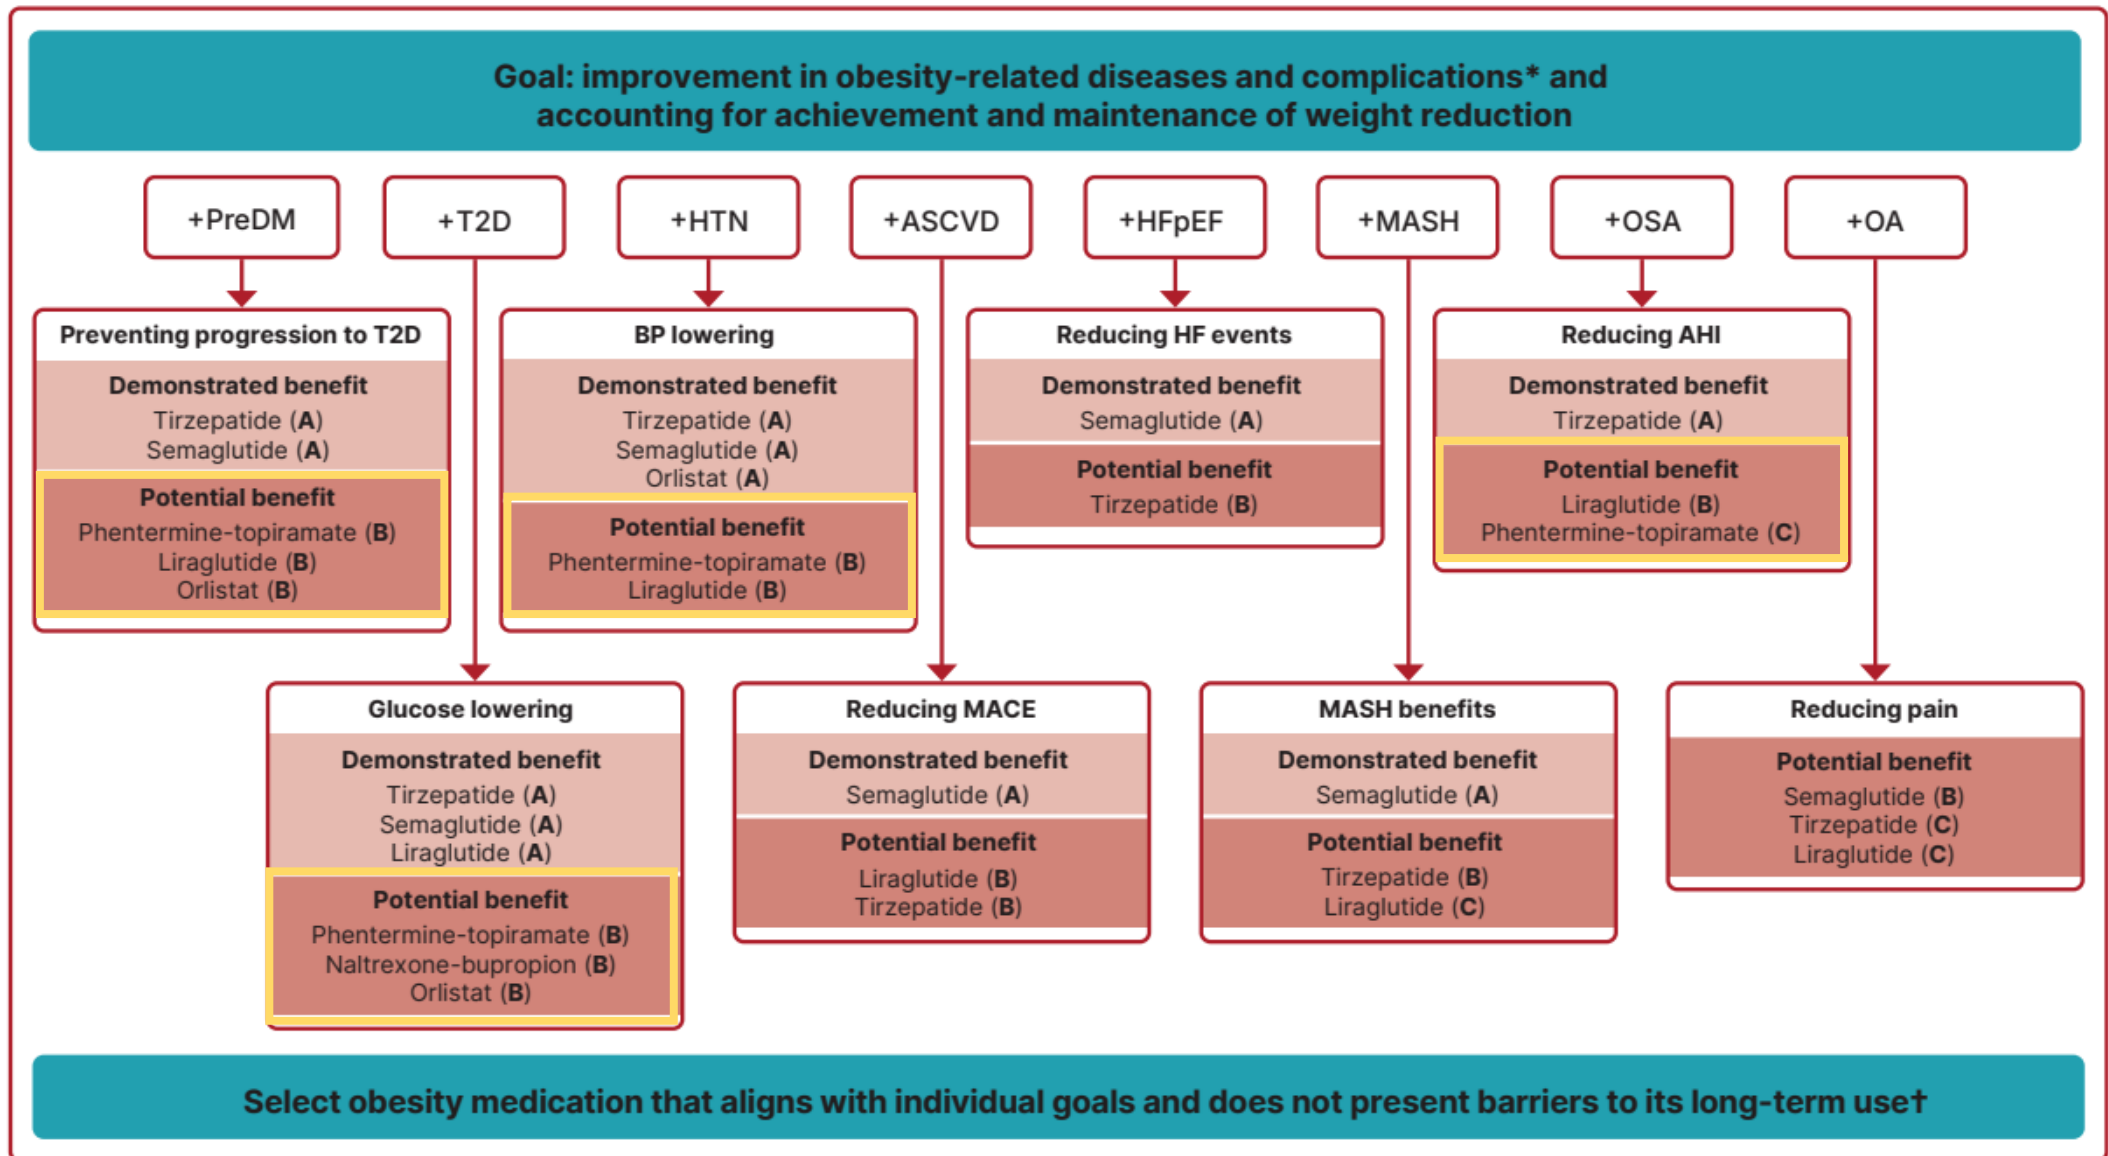 Goal: improvement in obesity-related diseases and complications* and
accounting for achievement and maintenance of weight reduction
+PreDM
+T2D
+HTN
+ASCVD
+HFpEF
+MASH
+OSA
+OA
Preventing progression to T2D
Demonstrated benefit
Tirzepatide (A)
Semaglutide (A)
Potential benefit
Phentermine-topiramate (B)
Liraglutide (B)
Orlistat (B)
BP lowering
Demonstrated benefit
Tirzepatide (A)
Semaglutide (A)
Orlistat (A)
Potential benefit
Phentermine-topiramate (B)
Liraglutide (B)
Reducing HF events
Demonstrated benefit
Semaglutide (A)
Potential benefit
Tirzepatide (B)
Reducing AHI
Demonstrated benefit
Tirzepatide (A)
Potential benefit
Liraglutide (B)
Phentermine-topiramate (C)
Glucose lowering
Demonstrated benefit
Tirzepatide (A)
Semaglutide (A)
Liraglutide (A)
Potential benefit
Phentermine-topiramate (B)
Naltrexone-bupropion (B)
Orlistat (B)
Reducing MACE
Demonstrated benefit
Semaglutide (A)
Potential benefit
Liraglutide (B)
Tirzepatide (B)
MASH benefits
Demonstrated benefit
Semaglutide (A)
Potential benefit
Tirzepatide (B)
Liraglutide (C)
Reducing pain
Potential benefit
Semaglutide (B)
Tirzepatide (C)
Liraglutide (C)
Select obesity medication that aligns with individual goals and does not present barriers to its long-term use†